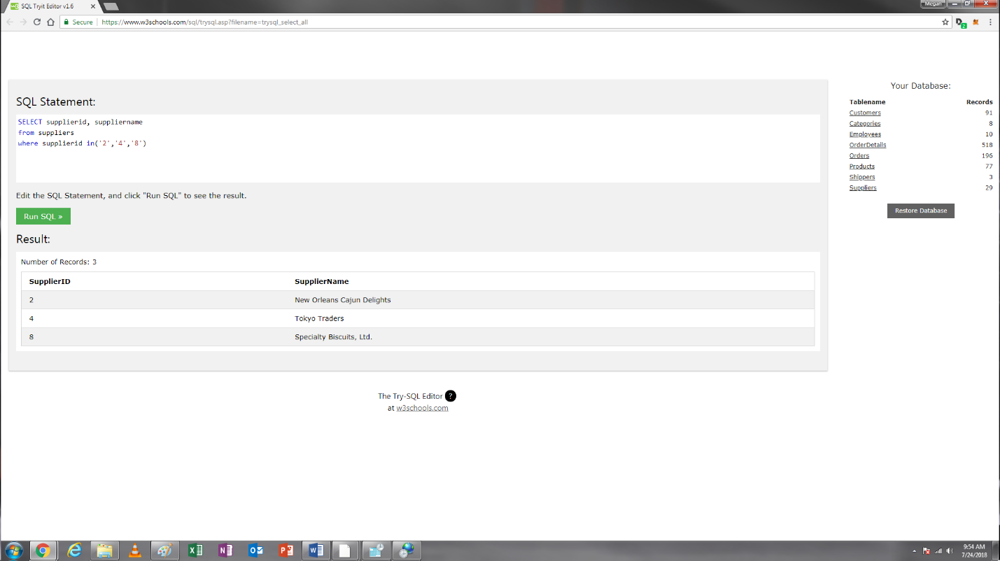 SQL Tryit Editor v1.6
Megan
Secure | https://www.w3schools.com/sql/trysql.asp?filename=trysql_select_all
2
SQL Statement:
SELECT supplierid, suppliername
from suppliers
where supplierid in('2','4','8')
Edit the SQL Statement, and click "Run SQL" to see the result.
Run SQL »
Result:
Number of Records: 3
SupplierID SupplierName
2 New Orleans Cajun Delights
4 Tokyo Traders
8 Specialty Biscuits, Ltd.
The Try-SQL Editor ?
at w3schools.com
Your Database:
Tablename Records
Customers 91
Categories 8
Employees 10
OrderDetails 518
Orders 196
Products 77
Shippers 3
Suppliers 29
Restore Database
9:54 AM
7/24/2018